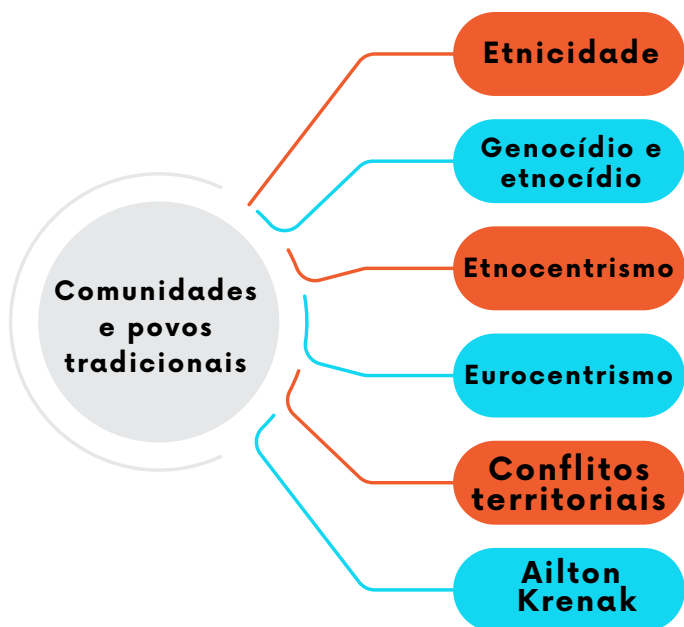 Comunidades
e povos
tradicionais
Etnicidade
Genocídio e
etnocídio
Etnocentrismo
Eurocentrismo
Conflitos
territoriais
Ailton
Krenak